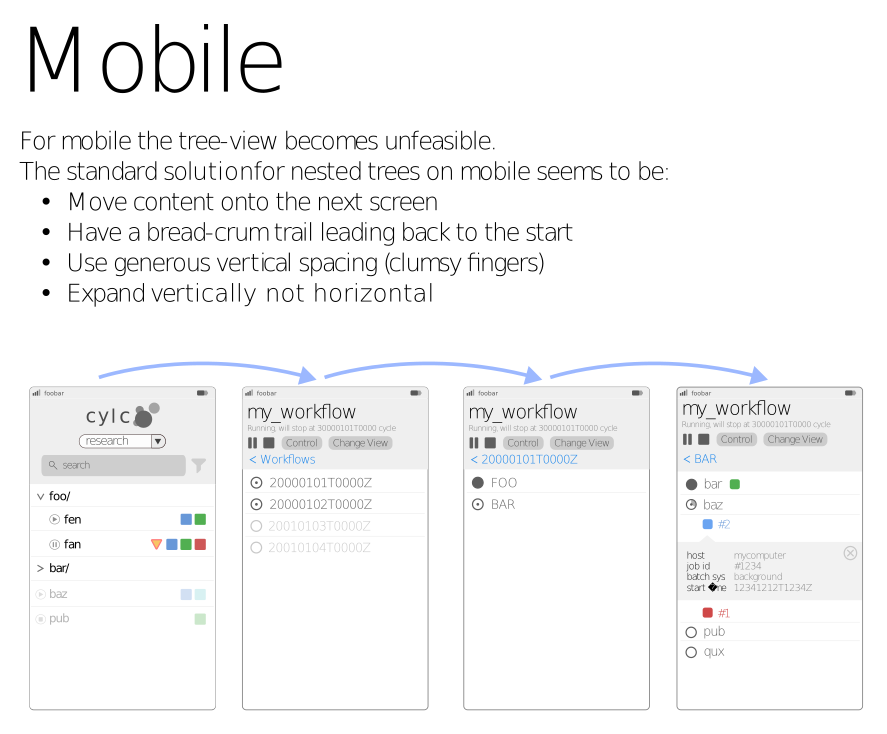 Mobile
For mobile the tree-view becomes unfeasible.
The standard solutionfor nested trees on mobile seems to be:
• Move content onto the next screen
• Have a bread-crum trail leading back to the start
• Use generous vertical spacing (clumsy fingers)
• Expand vertically not horizontal
foobar
cylc
research
search
foo/
fen
fan
bar/
baz
pub
foobar
my_workflow
Running, will stop at 30000101T0000 cycle
Control Change View
< Workflows
20000101T0000Z
20000102T0000Z
20010103T0000Z
20010104T0000Z
foobar
my_workflow
Running, will stop at 30000101T0000 cycle
Control Change View
< 20000101T0000Z
FOO
BAR
foobar
my_workflow
Running, will stop at 30000101T0000 cycle
Control Change View
< BAR
bar
baz
#2
host mycomputer
job id #1234
batch sys background
start �me 12341212T1234Z
#1
pub
qux